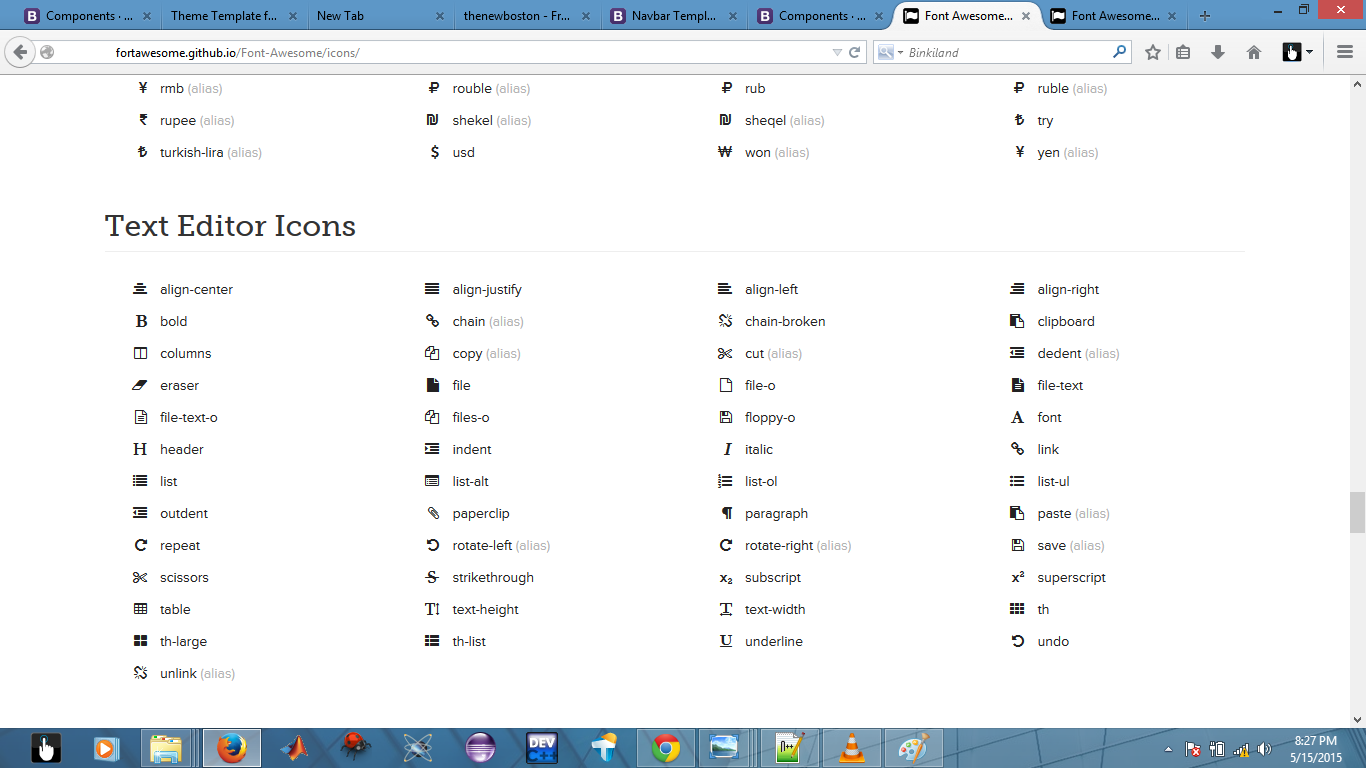 Components · ...
Theme Template f...
New Tab
thenewboston - Fr...
Navbar Templ...
Components · ...
Font Awesome...
Font Awesome...
fortawesome.github.io/Font-Awesome/icons/
Binkiland
¥ rmb (alias)
₽ rouble (alias)
₽ rub
₽ ruble (alias)
₹ rupee (alias)
₪ shekel (alias)
₪ sheqel (alias)
₺ try
₺ turkish-lira (alias)
$ usd
₩ won (alias)
¥ yen (alias)
Text Editor Icons
align-center
align-justify
align-left
align-right
B bold
chain (alias)
chain-broken
clipboard
columns
copy (alias)
cut (alias)
dedent (alias)
eraser
file
file-o
file-text
file-text-o
files-o
floppy-o
A font
H header
indent
I italic
link
list
list-alt
list-ol
list-ul
outdent
paperclip
¶ paragraph
paste (alias)
repeat
rotate-left (alias)
rotate-right (alias)
save (alias)
scissors
S strikethrough
x₂ subscript
x² superscript
table
T text-height
T text-width
th
th-large
th-list
U underline
undo
unlink (alias)
DEV
C++
N++
8:27 PM
5/15/2015